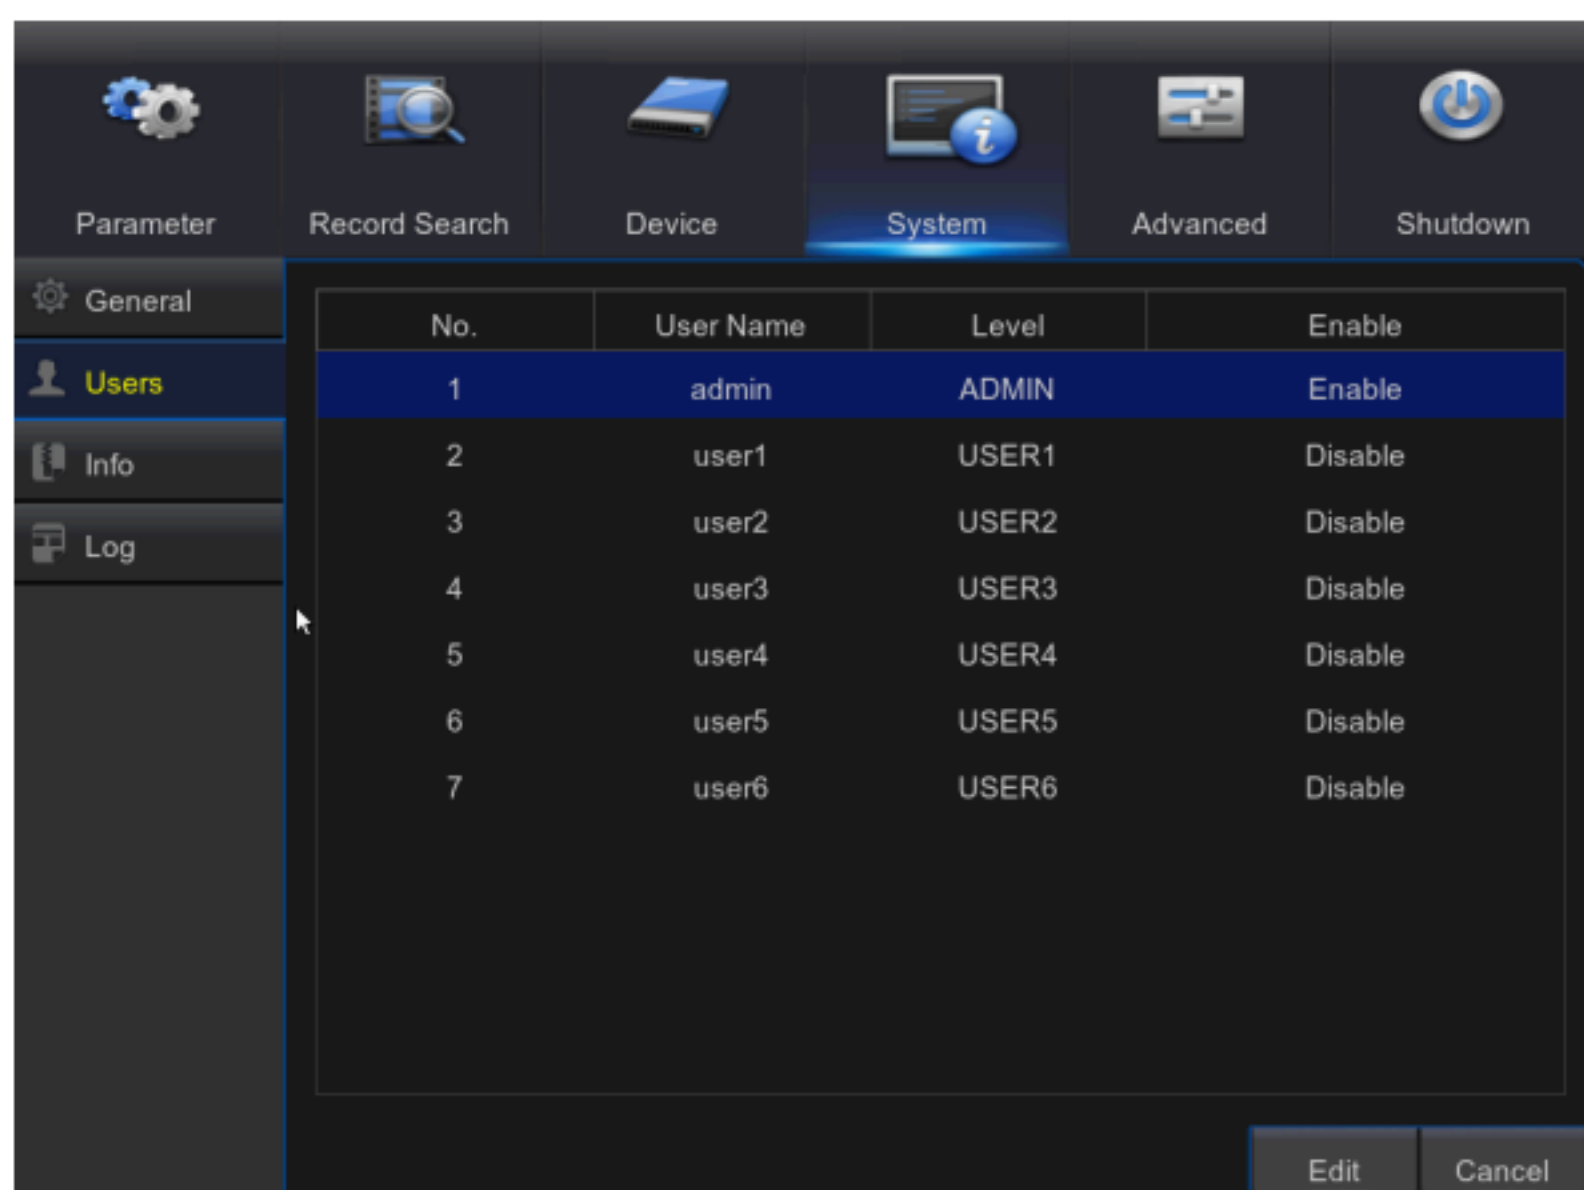 Parameter Record Search Device System Advanced Shutdown
General
Users
Info
Log
No. User Name Level Enable
1 admin ADMIN Enable
2 user1 USER1 Disable
3 user2 USER2 Disable
4 user3 USER3 Disable
5 user4 USER4 Disable
6 user5 USER5 Disable
7 user6 USER6 Disable
Edit Cancel